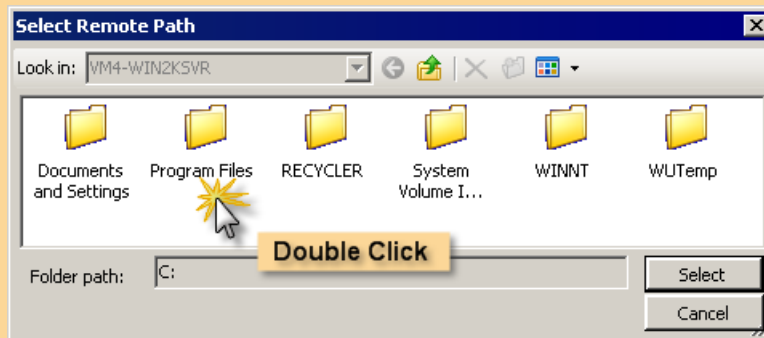 Select Remote Path
Look in: VM4-WIN2KSVR
Documents and Settings
Program Files
RECYCLER
System Volume I...
WINNT
WUTemp
Double Click
Folder path: C:
Select
Cancel